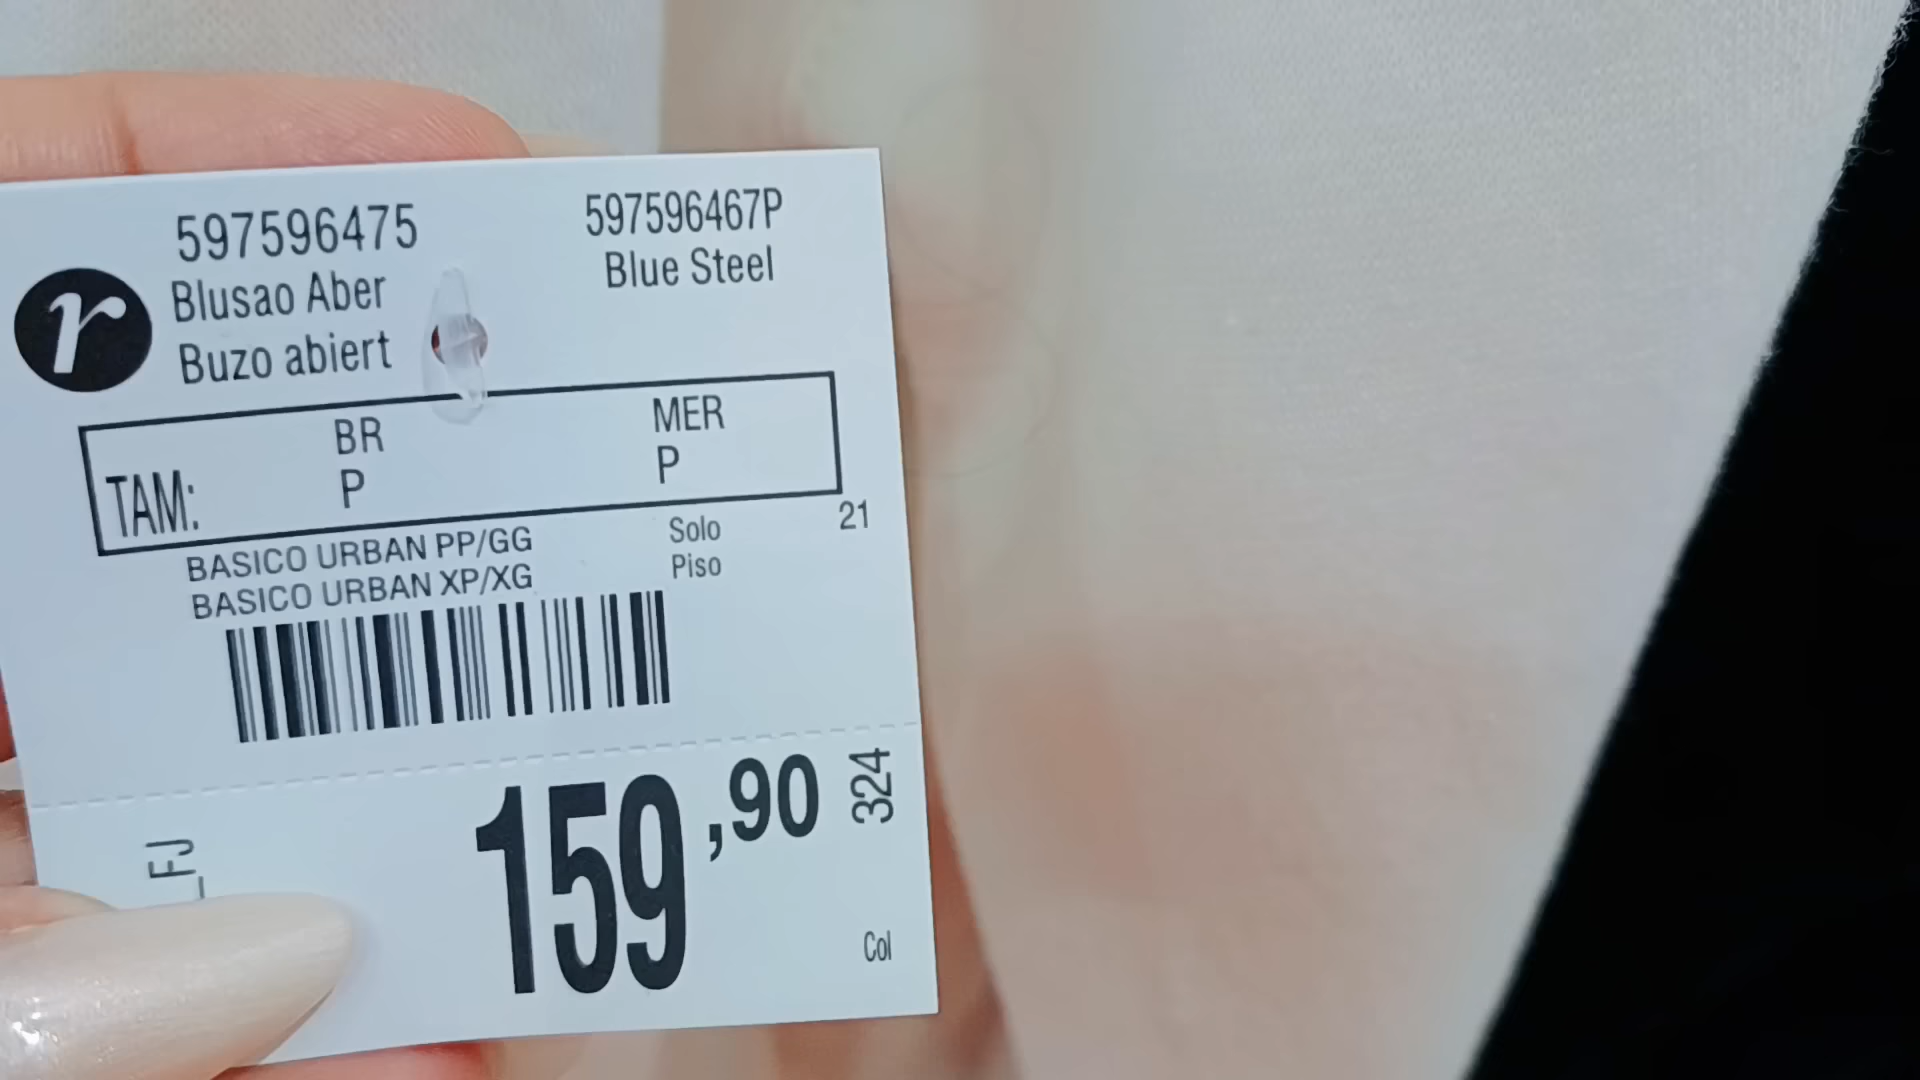 597596475
597596467P
r
Blusao Aber
Blue Steel
Buzo abiert
BR
MER
TAM:
P
P
BASICO URBAN PP/GG
BASICO URBAN XP/XG
Solo
Piso
21
159,90
324
_FJ
Col